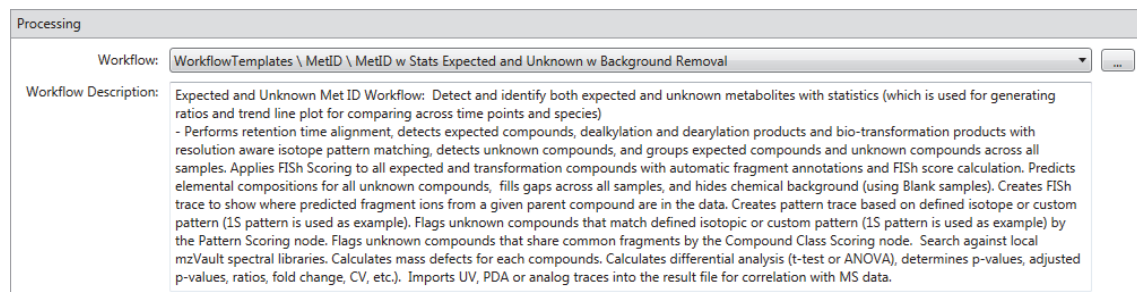 Processing
Workflow: WorkflowTemplates \ MetID \ MetID w Stats Expected and Unknown w Background Removal ...
Workflow Description: Expected and Unknown Met ID Workflow:  Detect and identify both expected and unknown metabolites with statistics (which is used for generating
ratios and trend line plot for comparing across time points and species)
- Performs retention time alignment, detects expected compounds, dealkylation and dearylation products and bio-transformation products with
resolution aware isotope pattern matching, detects unknown compounds, and groups expected compounds and unknown compounds across all
samples. Applies FISh Scoring to all expected and transformation compounds with automatic fragment annotations and FISh score calculation. Predicts
elemental compositions for all unknown compounds,  fills gaps across all samples, and hides chemical background (using Blank samples). Creates FISh
trace to show where predicted fragment ions from a given parent compound are in the data. Creates pattern trace based on defined isotope or custom
pattern (1S pattern is used as example). Flags unknown compounds that match defined isotopic or custom pattern (1S pattern is used as example) by
the Pattern Scoring node. Flags unknown compounds that share common fragments by the Compound Class Scoring node.  Search against local
mzVault spectral libraries. Calculates mass defects for each compounds. Calculates differential analysis (t-test or ANOVA), determines p-values, adjusted
p-values, ratios, fold change, CV, etc.).  Imports UV, PDA or analog traces into the result file for correlation with MS data.